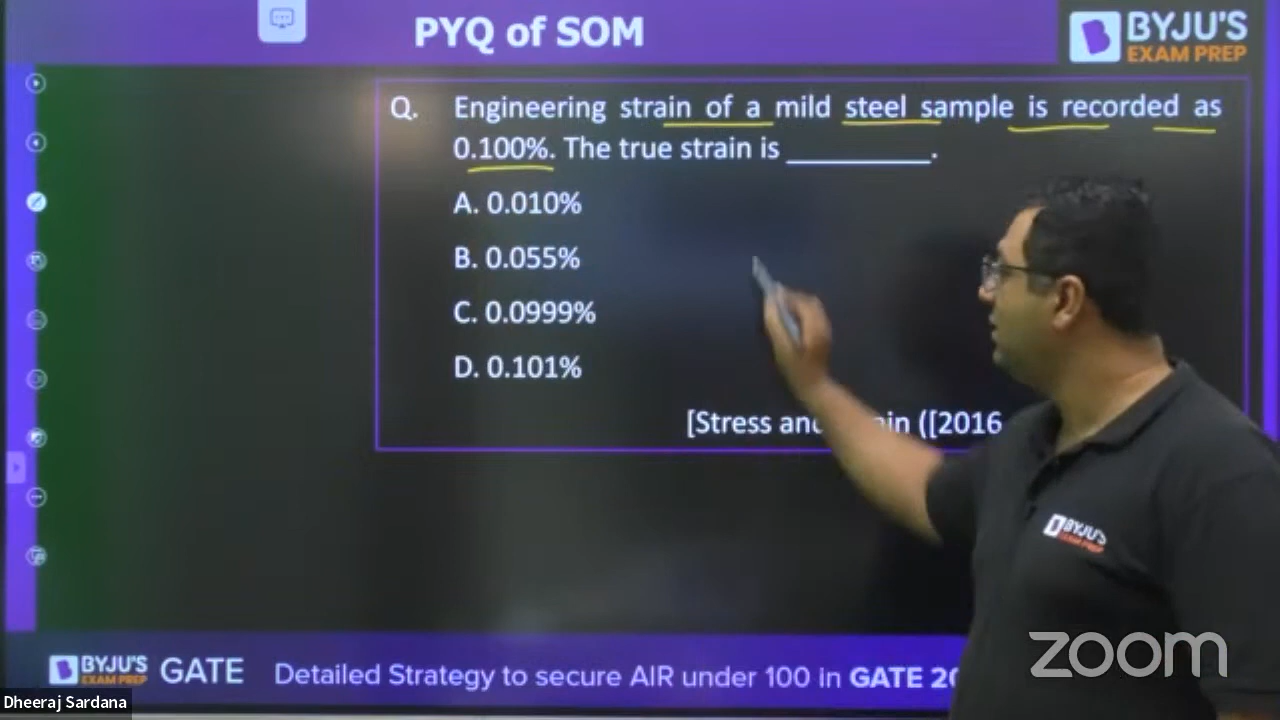 PYQ of SOM
BYJU'S
EXAM PREP
Q. Engineering strain of a mild steel sample is recorded as
0.100%. The true strain is __________.
A. 0.010%
B. 0.055%
C. 0.0999%
D. 0.101%
[Stress and ([2016
BYJU'S
EXAM PREP
BYJU'S
EXAM PREP
GATE Detailed Strategy to secure AIR under 100 in GATE
zoom
Dheeraj Sardana